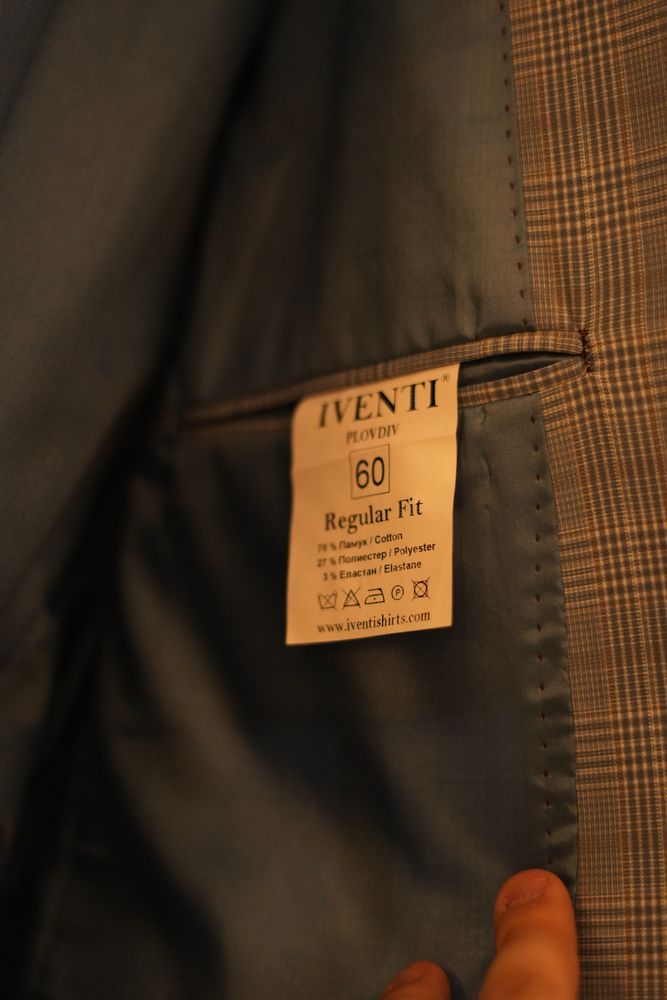 IVENTI®
PLOVDIV
60
Regular Fit
70 % Памук / Cotton
27 % Полиестер / Polyester
3 % Еластан / Elastane
P
www.iventishirts.com